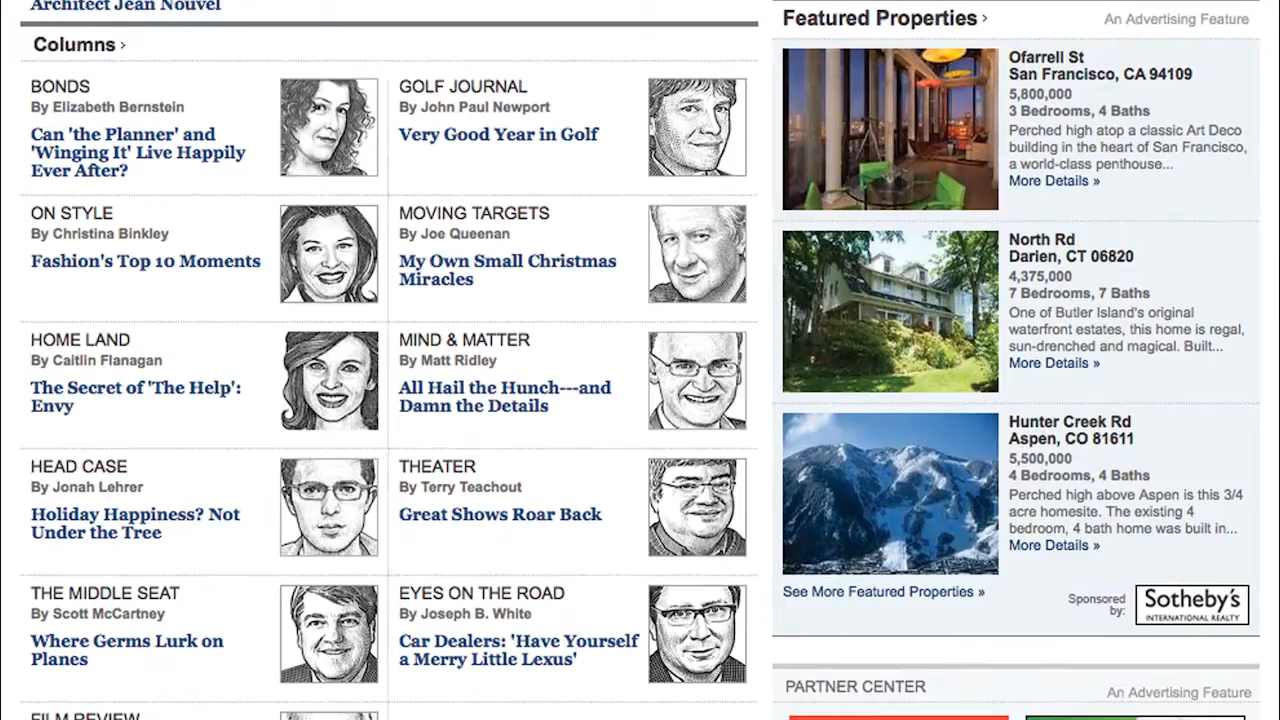 Architect Jean Nouvel
Columns ›
BONDS
By Elizabeth Bernstein
Can 'the Planner' and
'Winging It' Live Happily
Ever After?
GOLF JOURNAL
By John Paul Newport
Very Good Year in Golf
ON STYLE
By Christina Binkley
Fashion's Top 10 Moments
MOVING TARGETS
By Joe Queenan
My Own Small Christmas
Miracles
HOME LAND
By Caitlin Flanagan
The Secret of 'The Help':
Envy
MIND & MATTER
By Matt Ridley
All Hail the Hunch---and
Damn the Details
HEAD CASE
By Jonah Lehrer
Holiday Happiness? Not
Under the Tree
THEATER
By Terry Teachout
Great Shows Roar Back
THE MIDDLE SEAT
By Scott McCartney
Where Germs Lurk on
Planes
EYES ON THE ROAD
By Joseph B. White
Car Dealers: 'Have Yourself
a Merry Little Lexus'
FILM REVIEW
Featured Properties ›
An Advertising Feature
Ofarrell St
San Francisco, CA 94109
5,800,000
3 Bedrooms, 4 Baths
Perched high atop a classic Art Deco
building in the heart of San Francisco,
a world-class penthouse...
More Details »
North Rd
Darien, CT 06820
4,375,000
7 Bedrooms, 7 Baths
One of Butler Island's original
waterfront estates, this home is regal,
sun-drenched and magical. Built...
More Details »
Hunter Creek Rd
Aspen, CO 81611
5,500,000
4 Bedrooms, 4 Baths
Perched high above Aspen is this 3/4
acre homesite. The existing 4
bedroom, 4 bath home was built in...
More Details »
See More Featured Properties »
Sponsored
by:
Sotheby's
INTERNATIONAL REALTY
PARTNER CENTER
An Advertising Feature